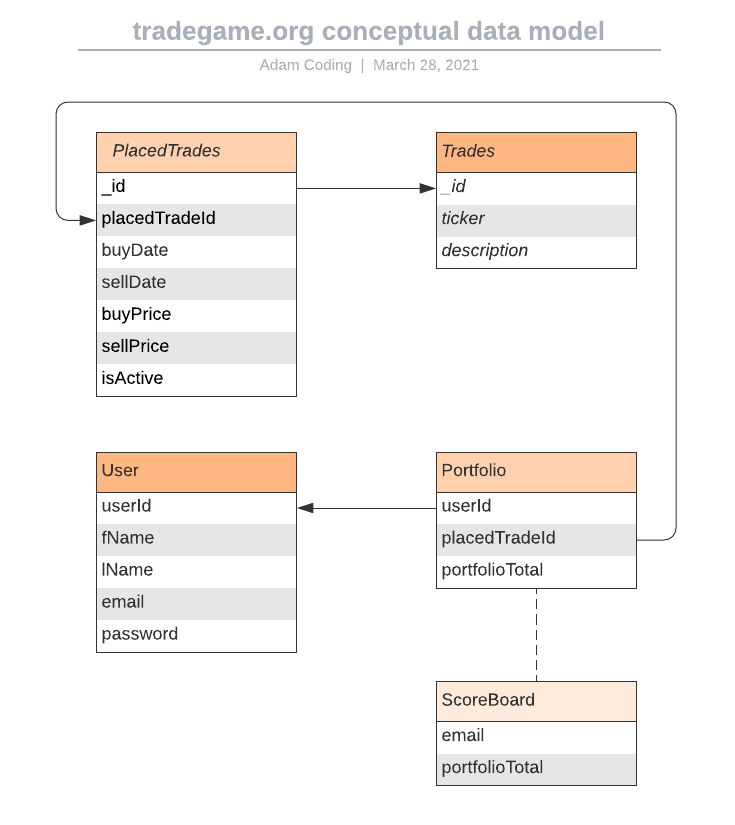 tradegame.org conceptual data model
Adam Coding | March 28, 2021
PlacedTrades
_id
placedTradeId
buyDate
sellDate
buyPrice
sellPrice
isActive
Trades
_id
ticker
description
User
userId
fName
lName
email
password
Portfolio
userId
placedTradeId
portfolioTotal
ScoreBoard
email
portfolioTotal